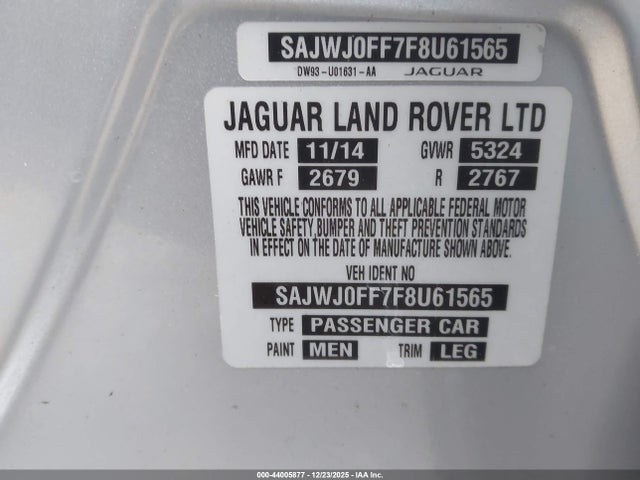 SAJWJ0FF7F8U61565
DW93-U01631-AA JAGUAR
JAGUAR LAND ROVER LTD
MFD DATE 11/14 GVWR 5324
GAWR F 2679 R 2767
THIS VEHICLE CONFORMS TO ALL APPLICABLE FEDERAL MOTOR
VEHICLE SAFETY,BUMPER AND THEFT PREVENTION STANDARDS
IN EFFECT ON THE DATE OF MANUFACTURE SHOWN ABOVE.
VEH IDENT NO
SAJWJ0FF7F8U61565
TYPE PASSENGER CAR
PAINT MEN TRIM LEG
000-44005877 - 12/23/2025 - IAA Inc.